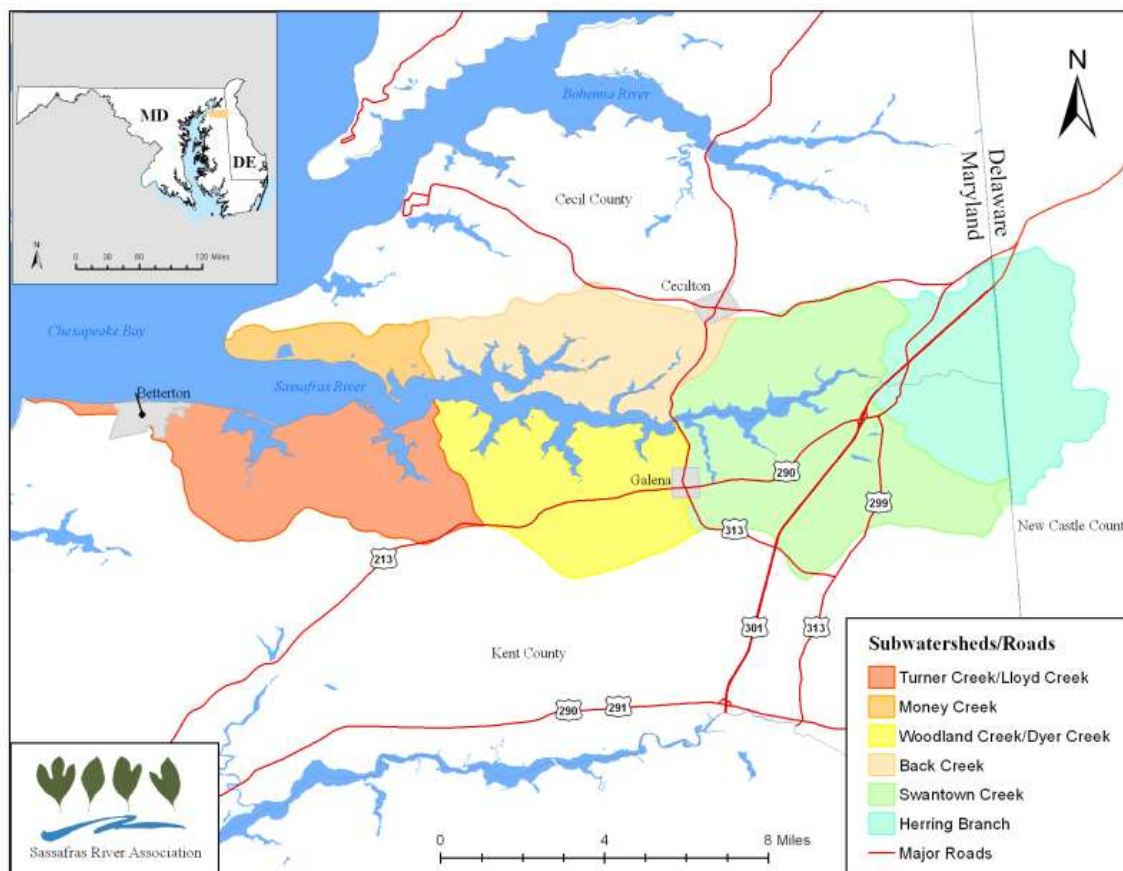 N
MD
DE
N
0 30 60 120 Miles
Bohenna River
Delaware
Maryland
Cecil County
Cecilton
Chesapeake Bay
Sassafras River
Betterton
Galena
290
299
New Castle Count
313
213
301
313
Kent County
290
291
Subwatersheds/Roads
Turner Creek/Lloyd Creek
Money Creek
Woodland Creek/Dyer Creek
Back Creek
Swantown Creek
Herring Branch
Major Roads
Sassafras River Association
0 4 8 Miles